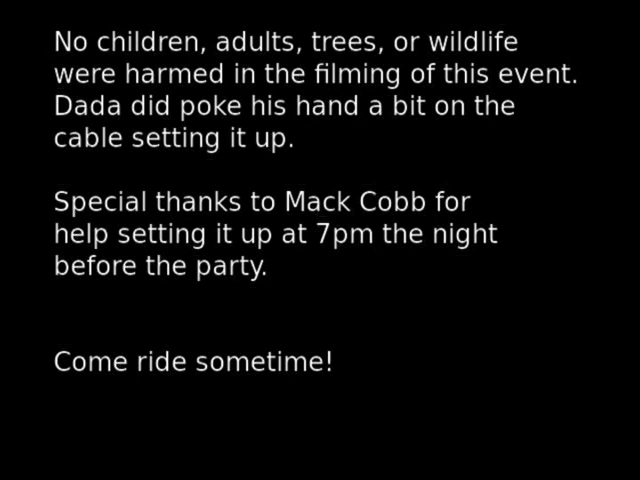 No children, adults, trees, or wildlife
were harmed in the filming of this event.
Dada did poke his hand a bit on the
cable setting it up.
Special thanks to Mack Cobb for
help setting it up at 7pm the night
before the party.
Come ride sometime!